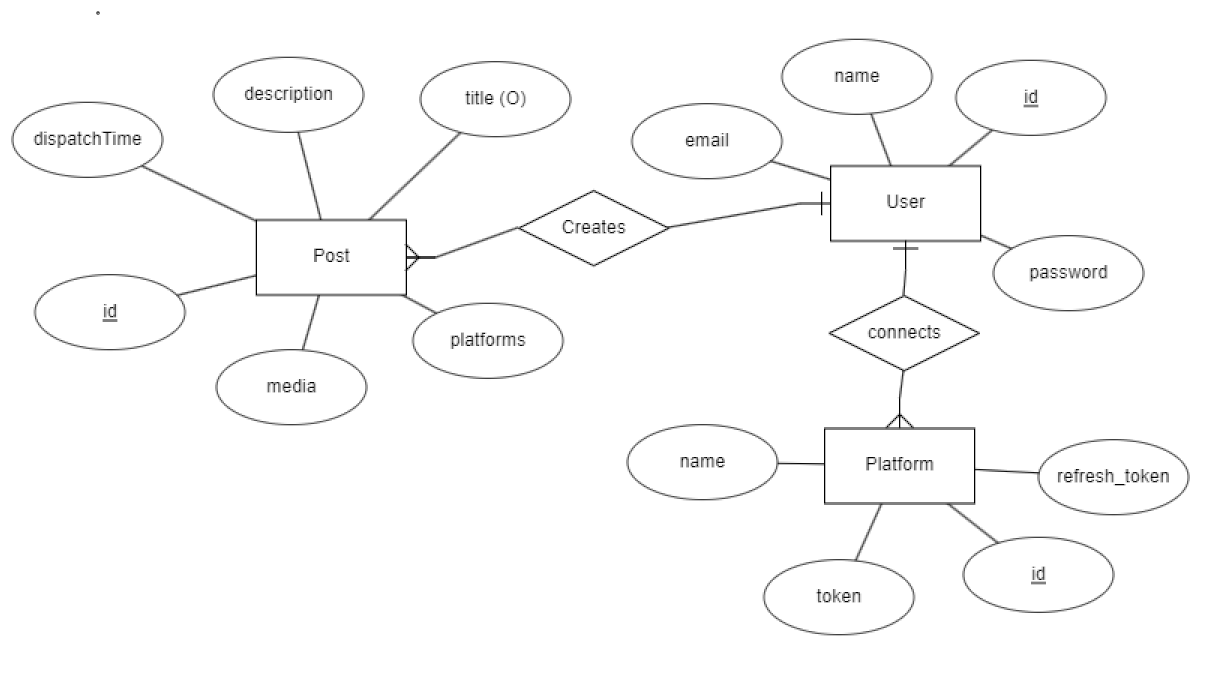 name
id
description
title (O)
dispatchTime
email
User
Creates
Post
password
id
connects
platforms
media
name
Platform
refresh_token
id
token